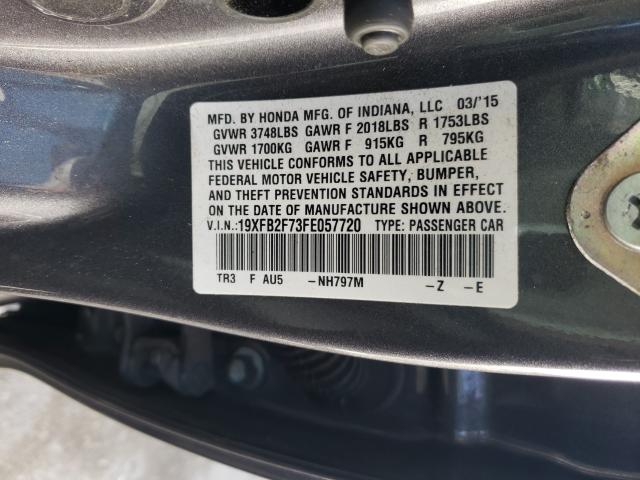 MFD. BY HONDA MFG. OF INDIANA, LLC 03/'15
GVWR 3748LBS GAWR F 2018LBS R 1753LBS
GVWR 1700KG GAWR F 915KG R 795KG
THIS VEHICLE CONFORMS TO ALL APPLICABLE
FEDERAL MOTOR VEHICLE SAFETY, BUMPER,
AND THEFT PREVENTION STANDARDS IN EFFECT
ON THE DATE OF MANUFACTURE SHOWN ABOVE.
V.I.N.:19XFB2F73FE057720 TYPE: PASSENGER CAR
TR3 F AU5 -NH797M -Z -E